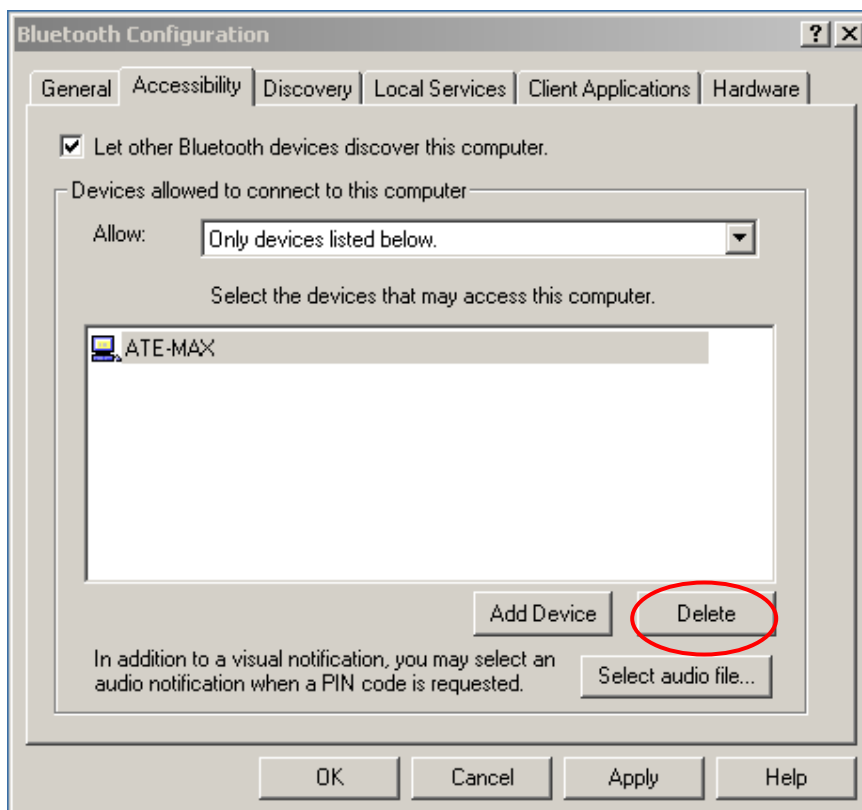 Bluetooth Configuration
General Accessibility Discovery Local Services Client Applications Hardware
Let other Bluetooth devices discover this computer.
Devices allowed to connect to this computer
Allow: Only devices listed below.
Select the devices that may access this computer.
ATE-MAX
Add Device Delete
In addition to a visual notification, you may select an
audio notification when a PIN code is requested.
Select audio file...
OK Cancel Apply Help